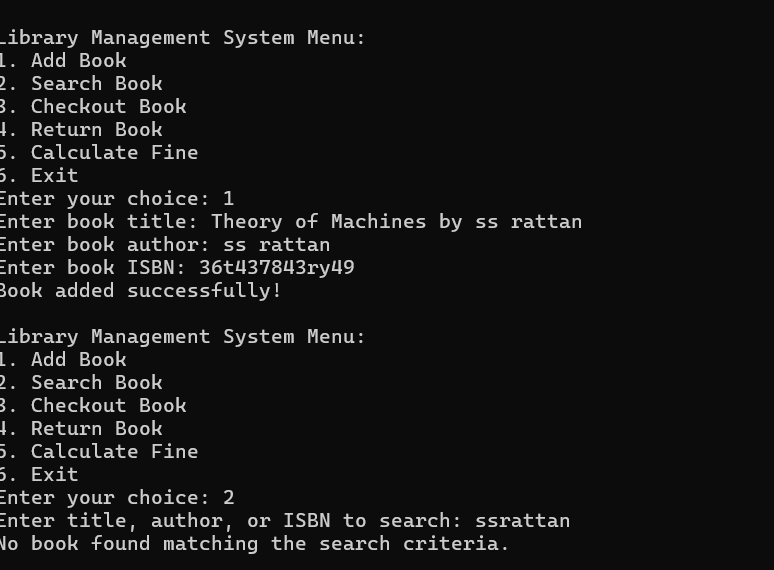 Library Management System Menu:
1. Add Book
2. Search Book
3. Checkout Book
4. Return Book
5. Calculate Fine
6. Exit
Enter your choice: 1
Enter book title: Theory of Machines by ss rattan
Enter book author: ss rattan
Enter book ISBN: 36t437843ry49
Book added successfully!
Library Management System Menu:
1. Add Book
2. Search Book
3. Checkout Book
4. Return Book
5. Calculate Fine
6. Exit
Enter your choice: 2
Enter title, author, or ISBN to search: ssrattan
No book found matching the search criteria.